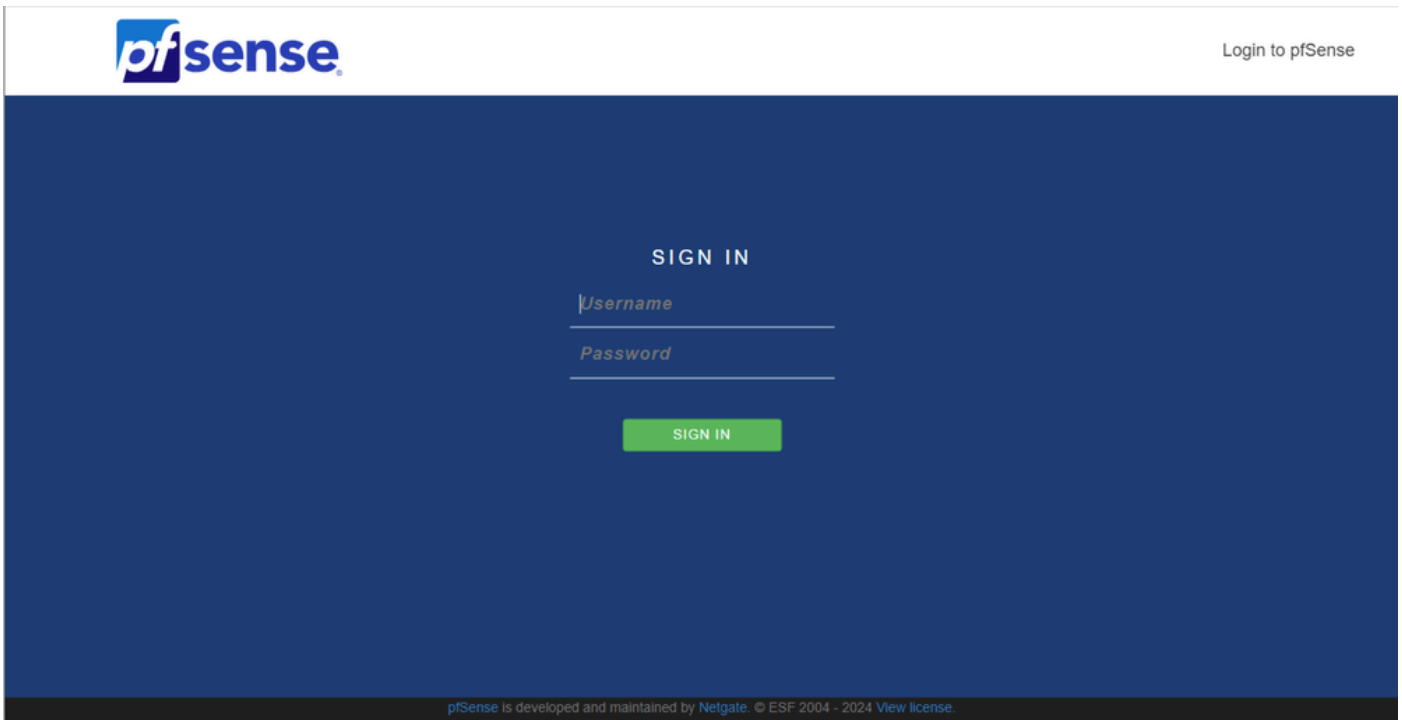 pfsense®
Login to pfSense
SIGN IN
Username
Password
SIGN IN
pfSense is developed and maintained by Netgate. © ESF 2004 - 2024 View license.